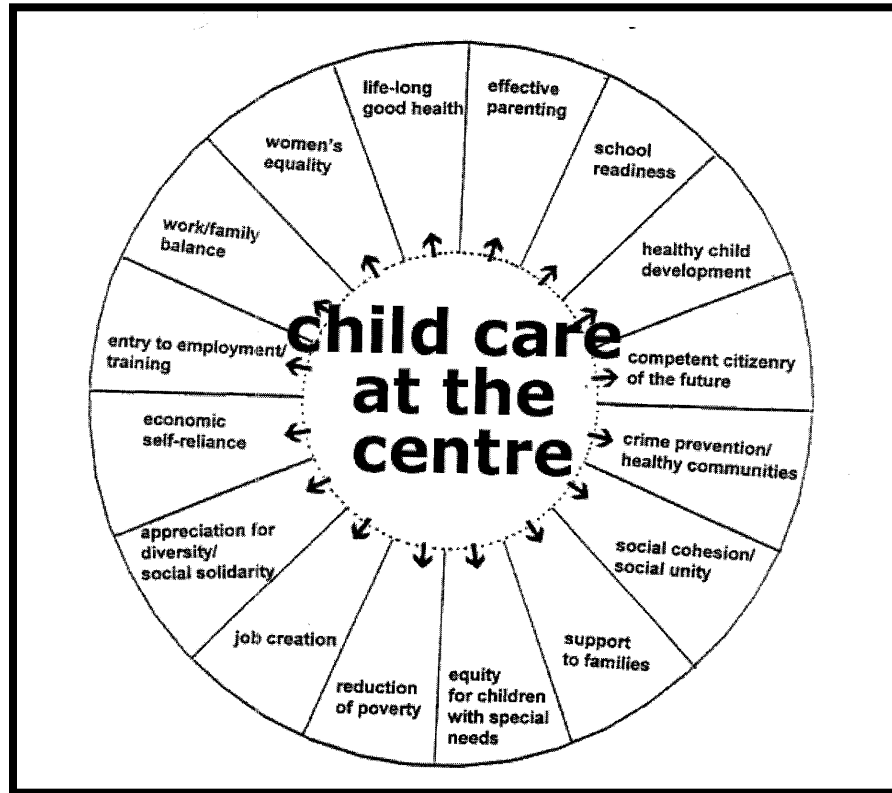 child care
at the
centre
life-long
good health
effective
parenting
school
readiness
healthy child
development
competent citizenry
of the future
crime prevention/
healthy communities
social cohesion/
social unity
support
to families
equity
for children
with special
needs
reduction
of poverty
job creation
appreciation for
diversity/
social solidarity
economic
self-reliance
entry to employment/
training
work/family
balance
women's
equality